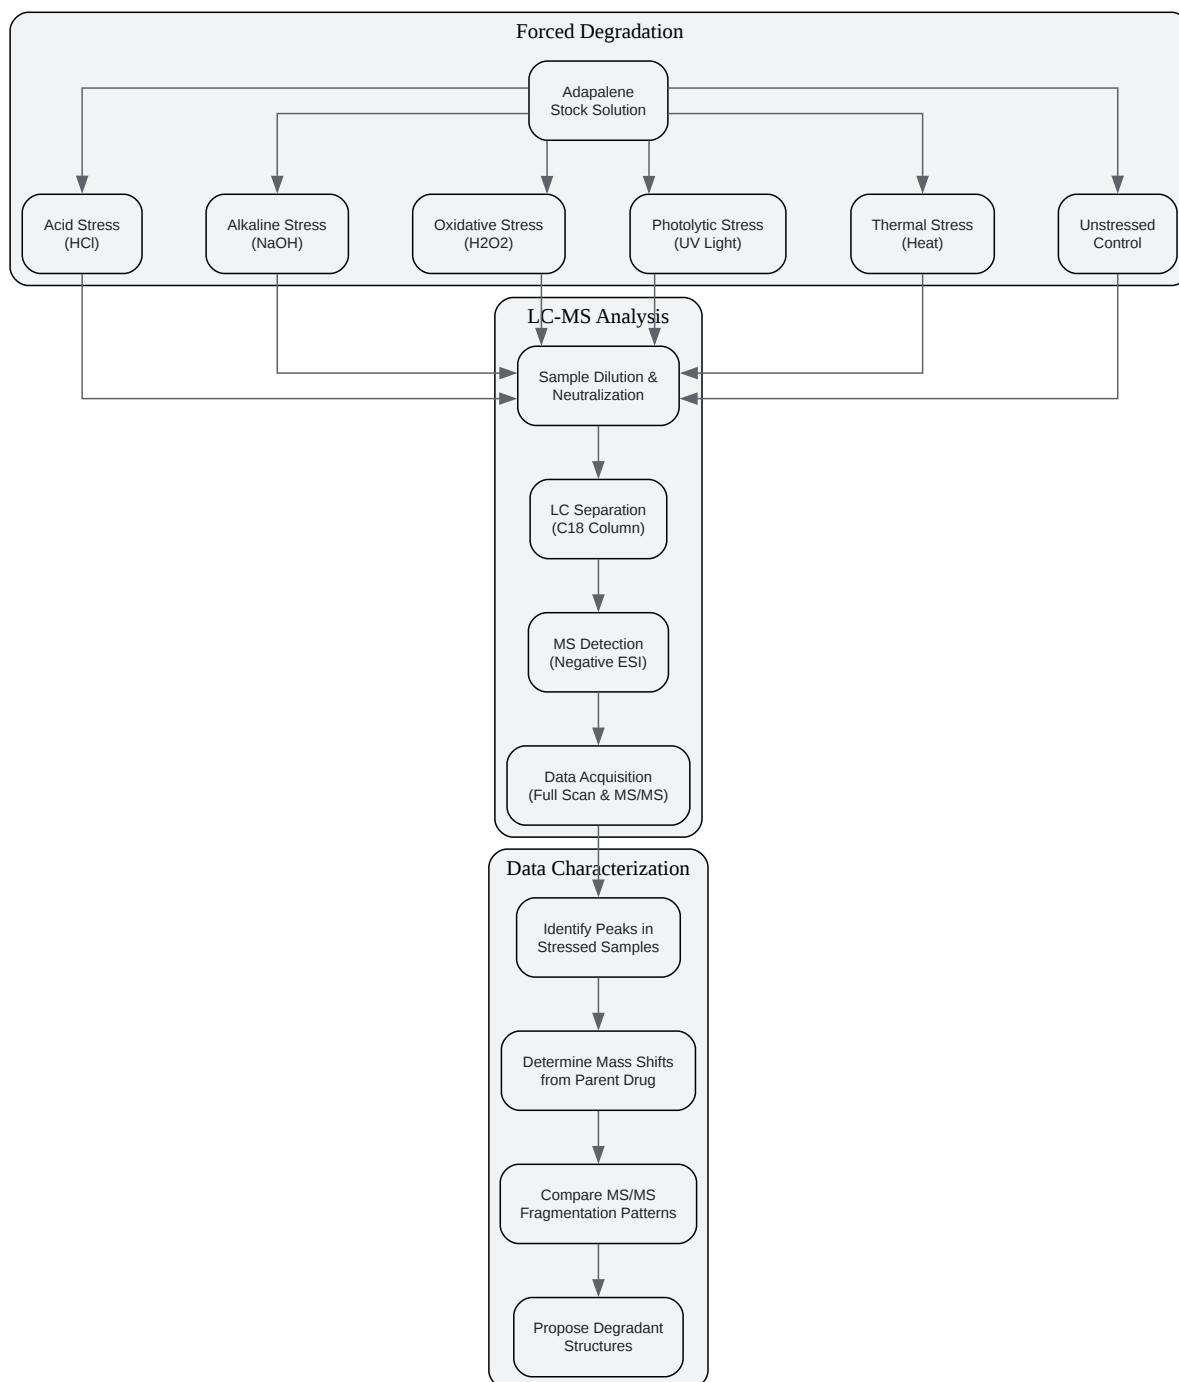 Forced Degradation
Adapalene
Stock Solution
Acid Stress
(HCl)
Alkaline Stress
(NaOH)
Oxidative Stress
(H2O2)
Photolytic Stress
(UV Light)
Thermal Stress
(Heat)
Unstressed
Control
LC-MS Analysis
Sample Dilution &
Neutralization
LC Separation
(C18 Column)
MS Detection
(Negative ESI)
Data Acquisition
(Full Scan & MS/MS)
Data Characterization
Identify Peaks in
Stressed Samples
Determine Mass Shifts
from Parent Drug
Compare MS/MS
Fragmentation Patterns
Propose Degradant
Structures